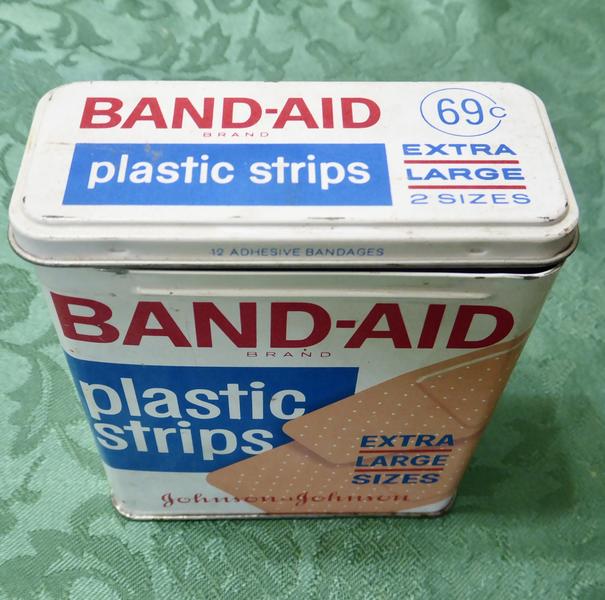 BAND-AID
BRAND
69¢
plastic strips
EXTRA
LARGE
2 SIZES
12 ADHESIVE BANDAGES
BAND-AID
BRAND
plastic
strips
EXTRA
LARGE
SIZES
Johnson & Johnson